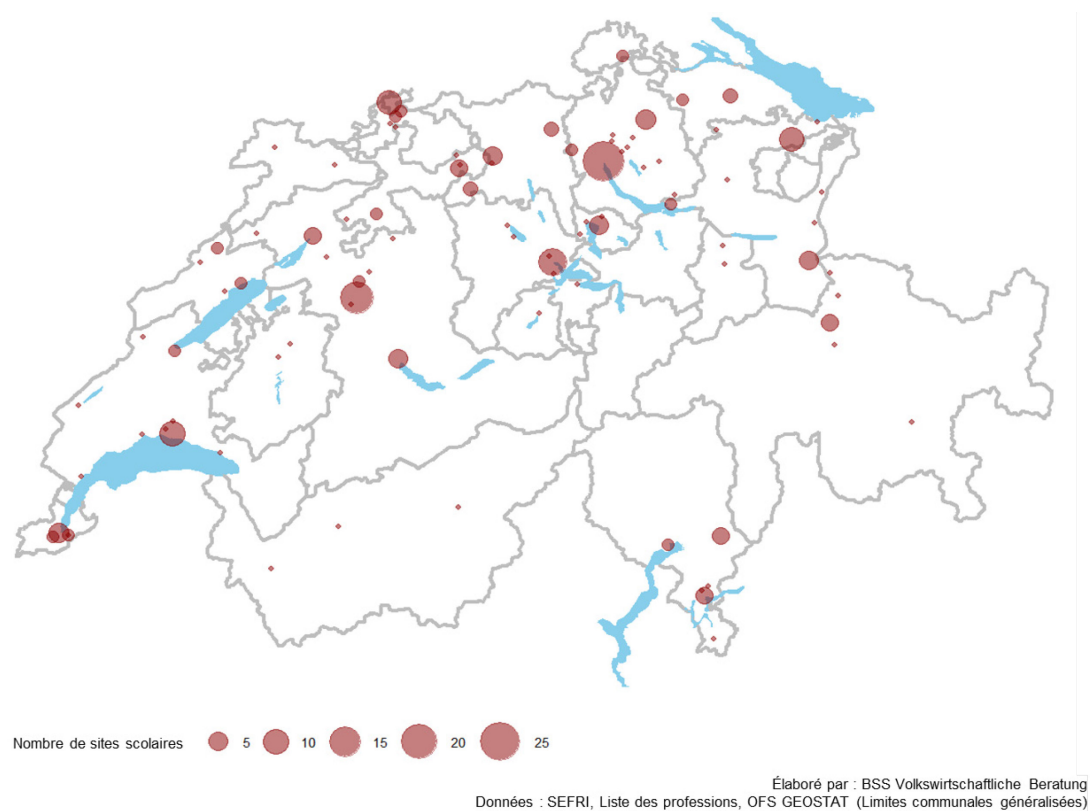 Nombre de sites scolaires 5 10 15 20 25
Élaboré par : BSS Volkswirtschaftliche Beratung
Données : SEFRI, Liste des professions, OFS GEOSTAT (Limites communales généralisées)